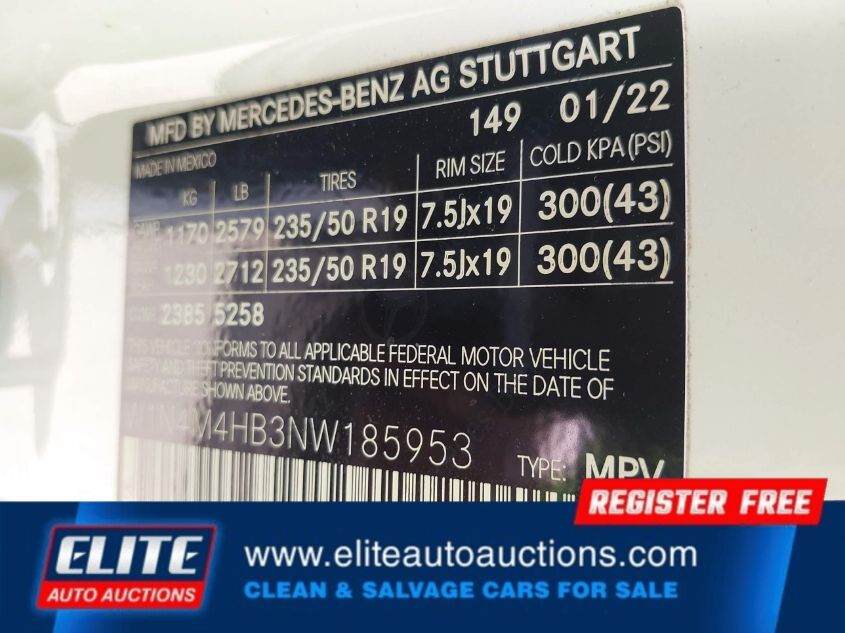 MFD BY MERCEDES-BENZ AG STUTTGART
149 01/22
MADE IN MEXICO
KG LB TIRES RIM SIZE COLD KPA (PSI)
1170 2579 235/50 R19 7.5Jx19 300(43)
1230 2712 235/50 R19 7.5Jx19 300(43)
2385 5258
THIS VEHICLE CONFORMS TO ALL APPLICABLE FEDERAL MOTOR VEHICLE
SAFETY AND THEFT PREVENTION STANDARDS IN EFFECT ON THE DATE OF
MANUFACTURE SHOWN ABOVE.
W1N4M4HB3NW185953 TYPE: MPV
REGISTER FREE
ELITE
AUTO AUCTIONS
www.eliteautoauctions.com
CLEAN & SALVAGE CARS FOR SALE